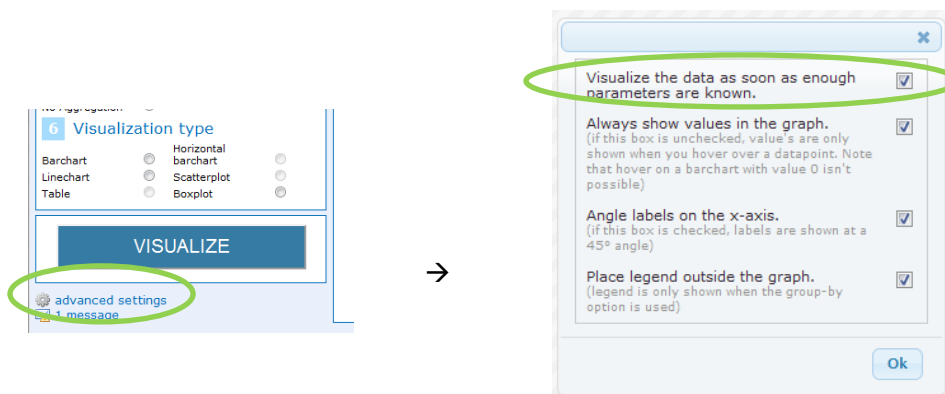 No Aggregation
6 Visualization type
Barchart
Horizontal
barchart
Linechart
Scatterplot
Table
Boxplot
VISUALIZE
advanced settings
1 message
→
Visualize the data as soon as enough
parameters are known.
Always show values in the graph.
(if this box is unchecked, value's are only
shown when you hover over a datapoint. Note
that hover on a barchart with value 0 isn't
possible)
Angle labels on the x-axis.
(if this box is checked, labels are shown at a
45° angle)
Place legend outside the graph.
(legend is only shown when the group-by
option is used)
Ok